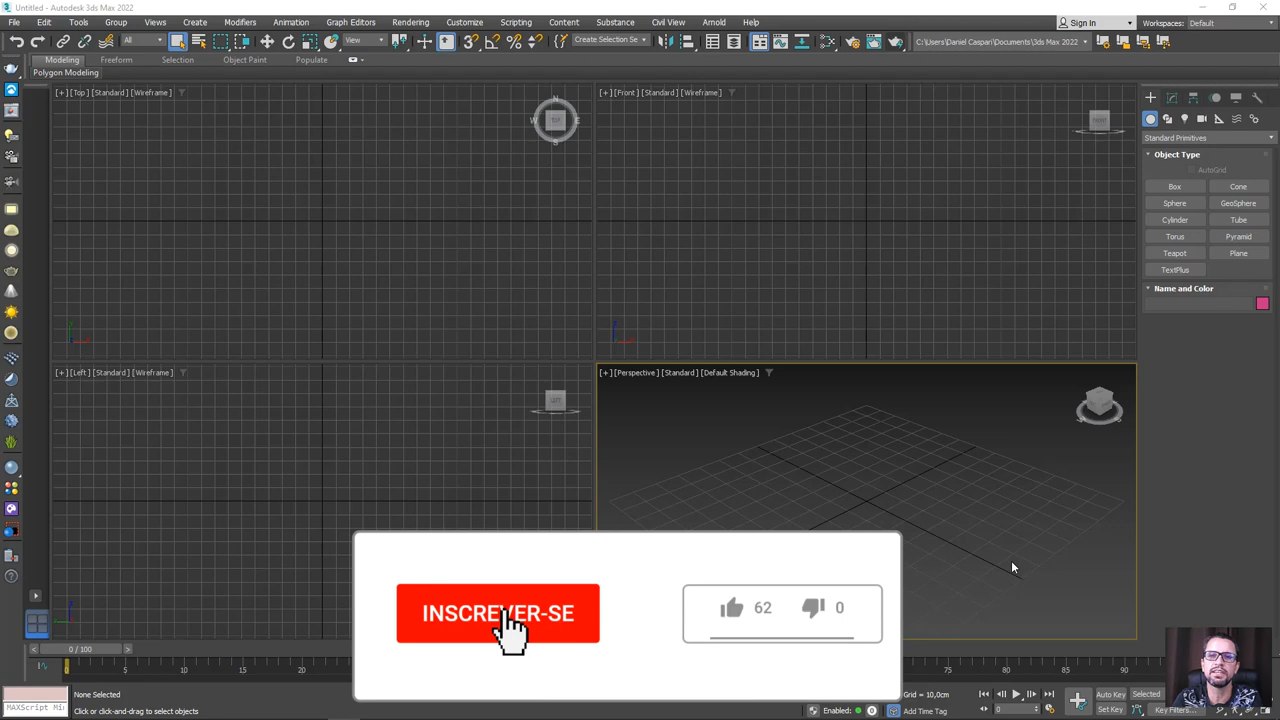 Untitled - Autodesk 3ds Max 2022
File Edit Tools Group Views Create Modifiers Animation Graph Editors Rendering Customize Scripting Content Substance Civil View Arnold Help Sign In Workspaces: Default
All View Create Selection Se C:\Users\Daniel Caspari\Documents\3ds Max 2022
Modeling Freeform Selection Object Paint Populate
Polygon Modeling
[+] [Top] [Standard] [Wireframe]
N
W TOP E
S
[+] [Front] [Standard] [Wireframe]
Standard Primitives
Object Type
AutoGrid
Box Cone
Sphere GeoSphere
Cylinder Tube
Torus Pyramid
Teapot Plane
TextPlus
Name and Color
[+] [Left] [Standard] [Wireframe]
LEFT
[+] [Perspective] [Standard] [Default Shading]
INSCREVER-SE
62 0
0 / 100
0 5 10 15 20 25 75 80 85 90
None Selected
MAXScript Mi
Click or click-and-drag to select objects
Grid = 10,0cm
Enabled:
Add Time Tag
Auto Key Selected
Set Key Key Filters...
0